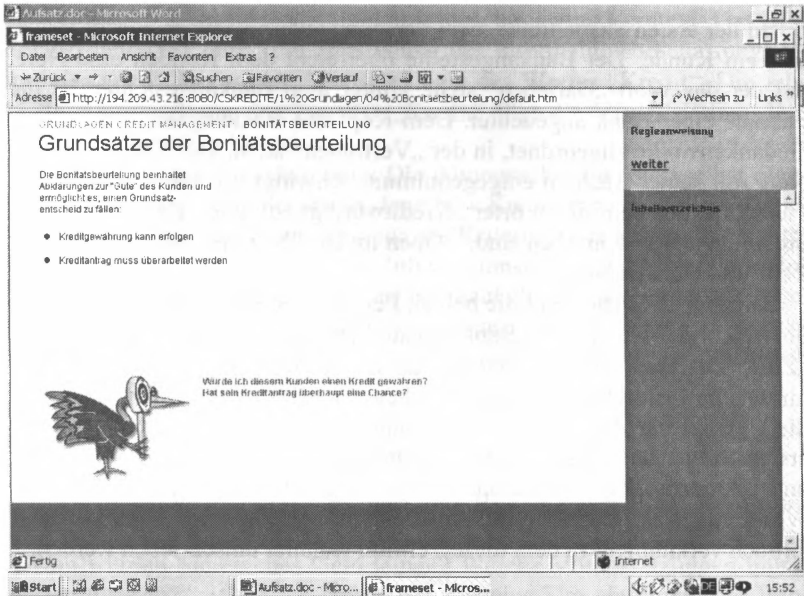 Aufsatz.doc - Microsoft Word
frameset - Microsoft Internet Explorer
Datei Bearbeiten Ansicht Favoriten Extras ?
Zurück Suchen Favoriten Verlauf
Adresse http://194.209.43.216:8080/CSKREDITE/1%20Grundlagen/04%20Bonitaetsbeurteilung/default.htm Wechseln zu Links »
GRUNDLAGEN CREDIT MANAGEMENT BONITÄTSBEURTEILUNG
Grundsätze der Bonitätsbeurteilung
Die Bonitätsbeurteilung beinhaltet
Abklärungen zur "Güte" des Kunden und
ermöglicht es, einen Grundsatz-
entscheid zu fällen:
• Kreditgewährung kann erfolgen
• Kreditantrag muss überarbeitet werden
Würde ich diesem Kunden einen Kredit gewähren?
Hat sein Kreditantrag überhaupt eine Chance?
Regieanweisung
weiter
Inhaltsverzeichnis
Fertig Internet
Start Aufsatz.doc - Micro... frameset - Micros... DE 15:52